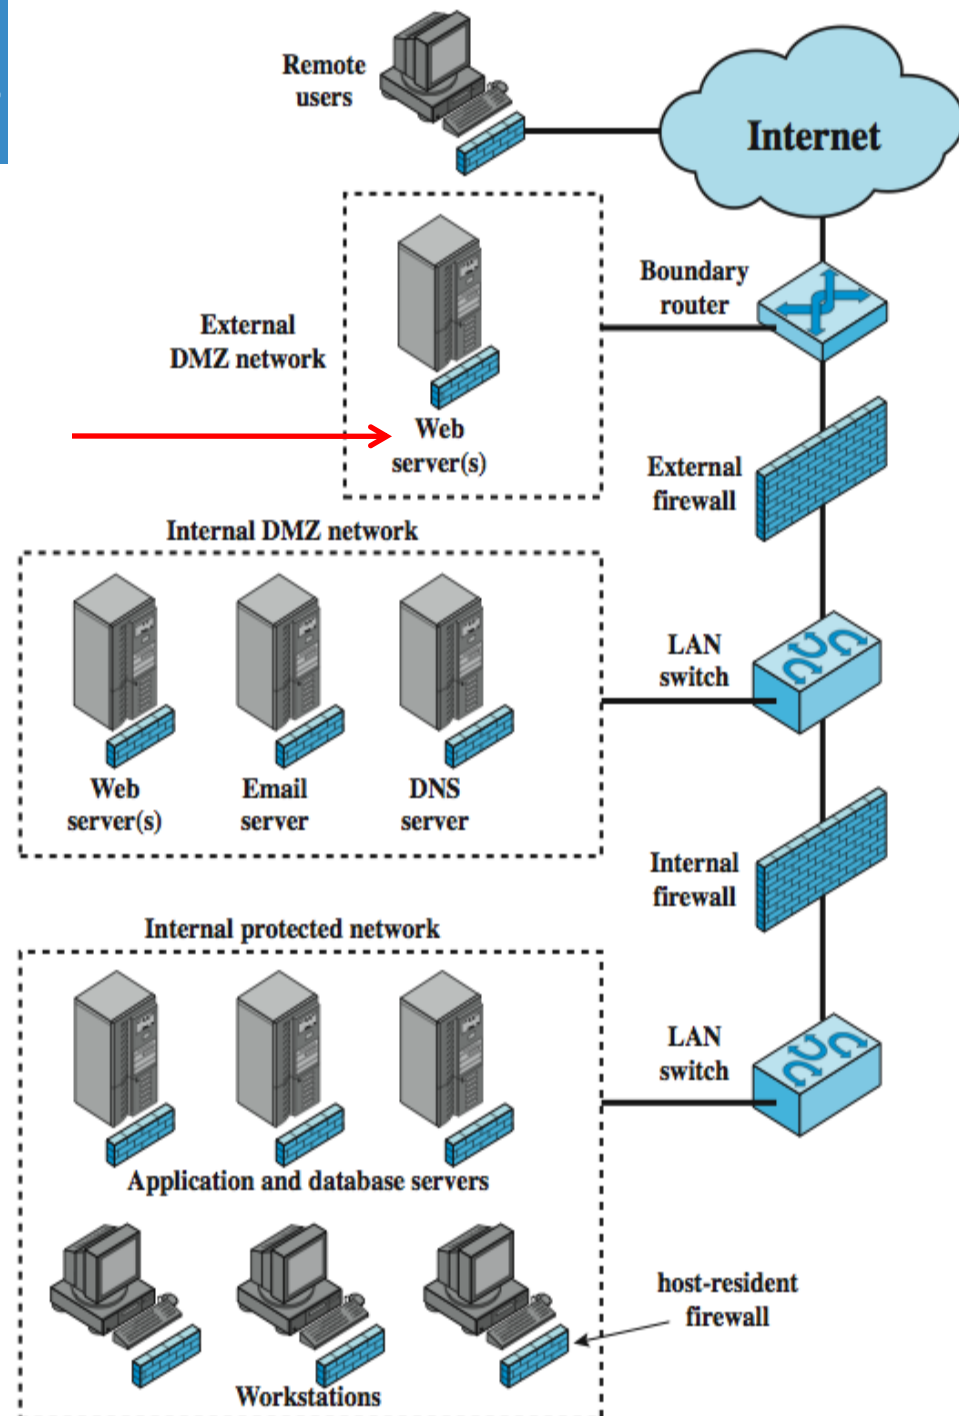 Remote
users
Internet
Boundary
router
External
DMZ network
Web
server(s)
External
firewall
Internal DMZ network
LAN
switch
Web
server(s)
Email
server
DNS
server
Internal
firewall
Internal protected network
LAN
switch
Application and database servers
host-resident
firewall
Workstations